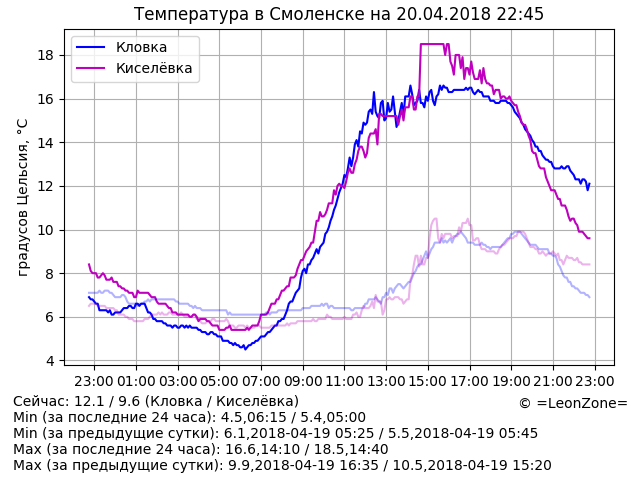 Температура в Смоленске на 20.04.2018 22:45
Кловка
Киселёвка
градусов Цельсия, °C
18
16
14
12
10
8
6
4
23:00 01:00 03:00 05:00 07:00 09:00 11:00 13:00 15:00 17:00 19:00 21:00 23:00
Сейчас: 12.1 / 9.6 (Кловка / Киселёвка)
© =LeonZone=
Min (за последние 24 часа): 4.5,06:15 / 5.4,05:00
Min (за предыдущие сутки): 6.1,2018-04-19 05:25 / 5.5,2018-04-19 05:45
Max (за последние 24 часа): 16.6,14:10 / 18.5,14:40
Max (за предыдущие сутки): 9.9,2018-04-19 16:35 / 10.5,2018-04-19 15:20